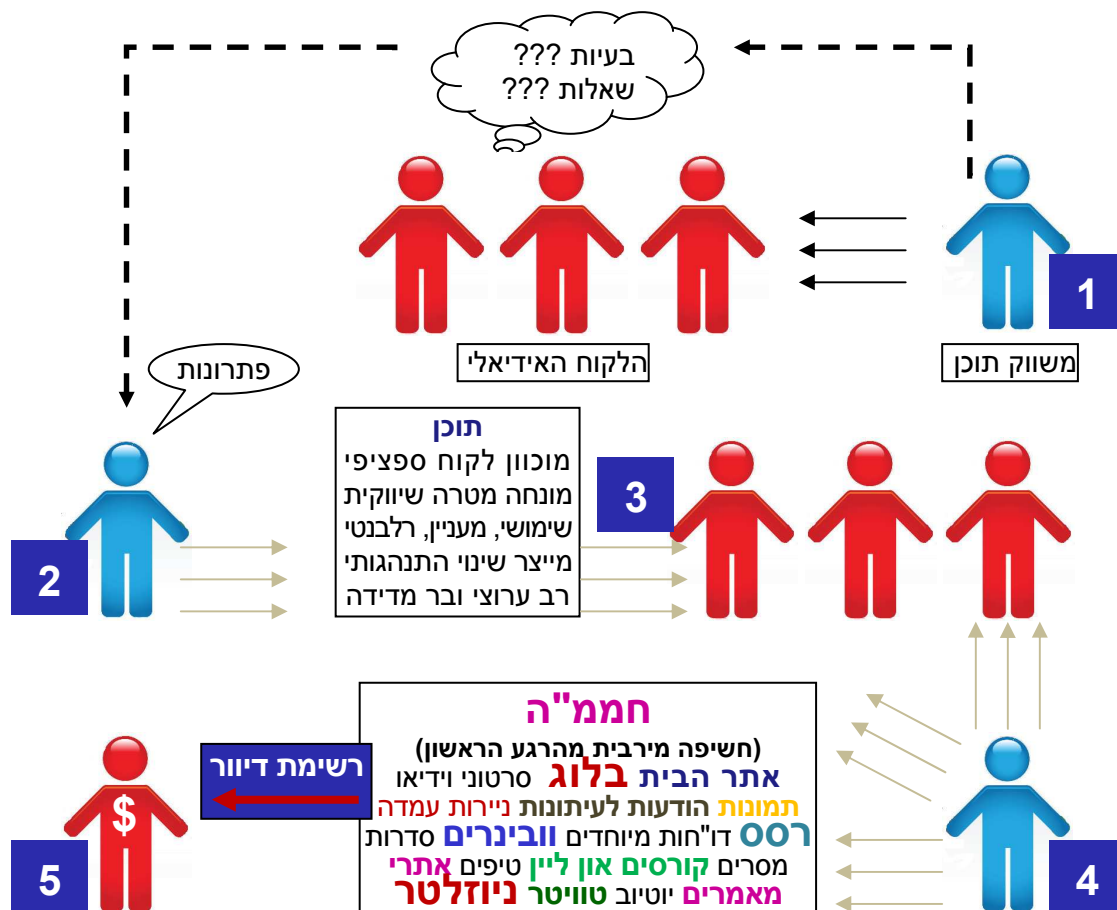 בעיות ???
שאלות ???
1
הלקוח האידיאלי
משווק תוכן
פתרונות
2
תוכן
מוכוון לקוח ספציפי
מונחה מטרה שיווקית
שימושי, מעניין, רלבנטי
מייצר שינוי התנהגותי
רב ערוצי ובר מדידה
3
חממ"ה
(חשיפה מירבית מהרגע הראשון)
אתר הבית בלוג סרטוני וידיאו
תמונות הודעות לעיתונות ניירות עמדה
רסס דו"חות מיוחדים וובינרים סדרות
מסרים קורסים און ליין טיפים אתרי
מאמרים יוטיוב טוויטר ניוזלטר
4
רשימת דיוור
$
5